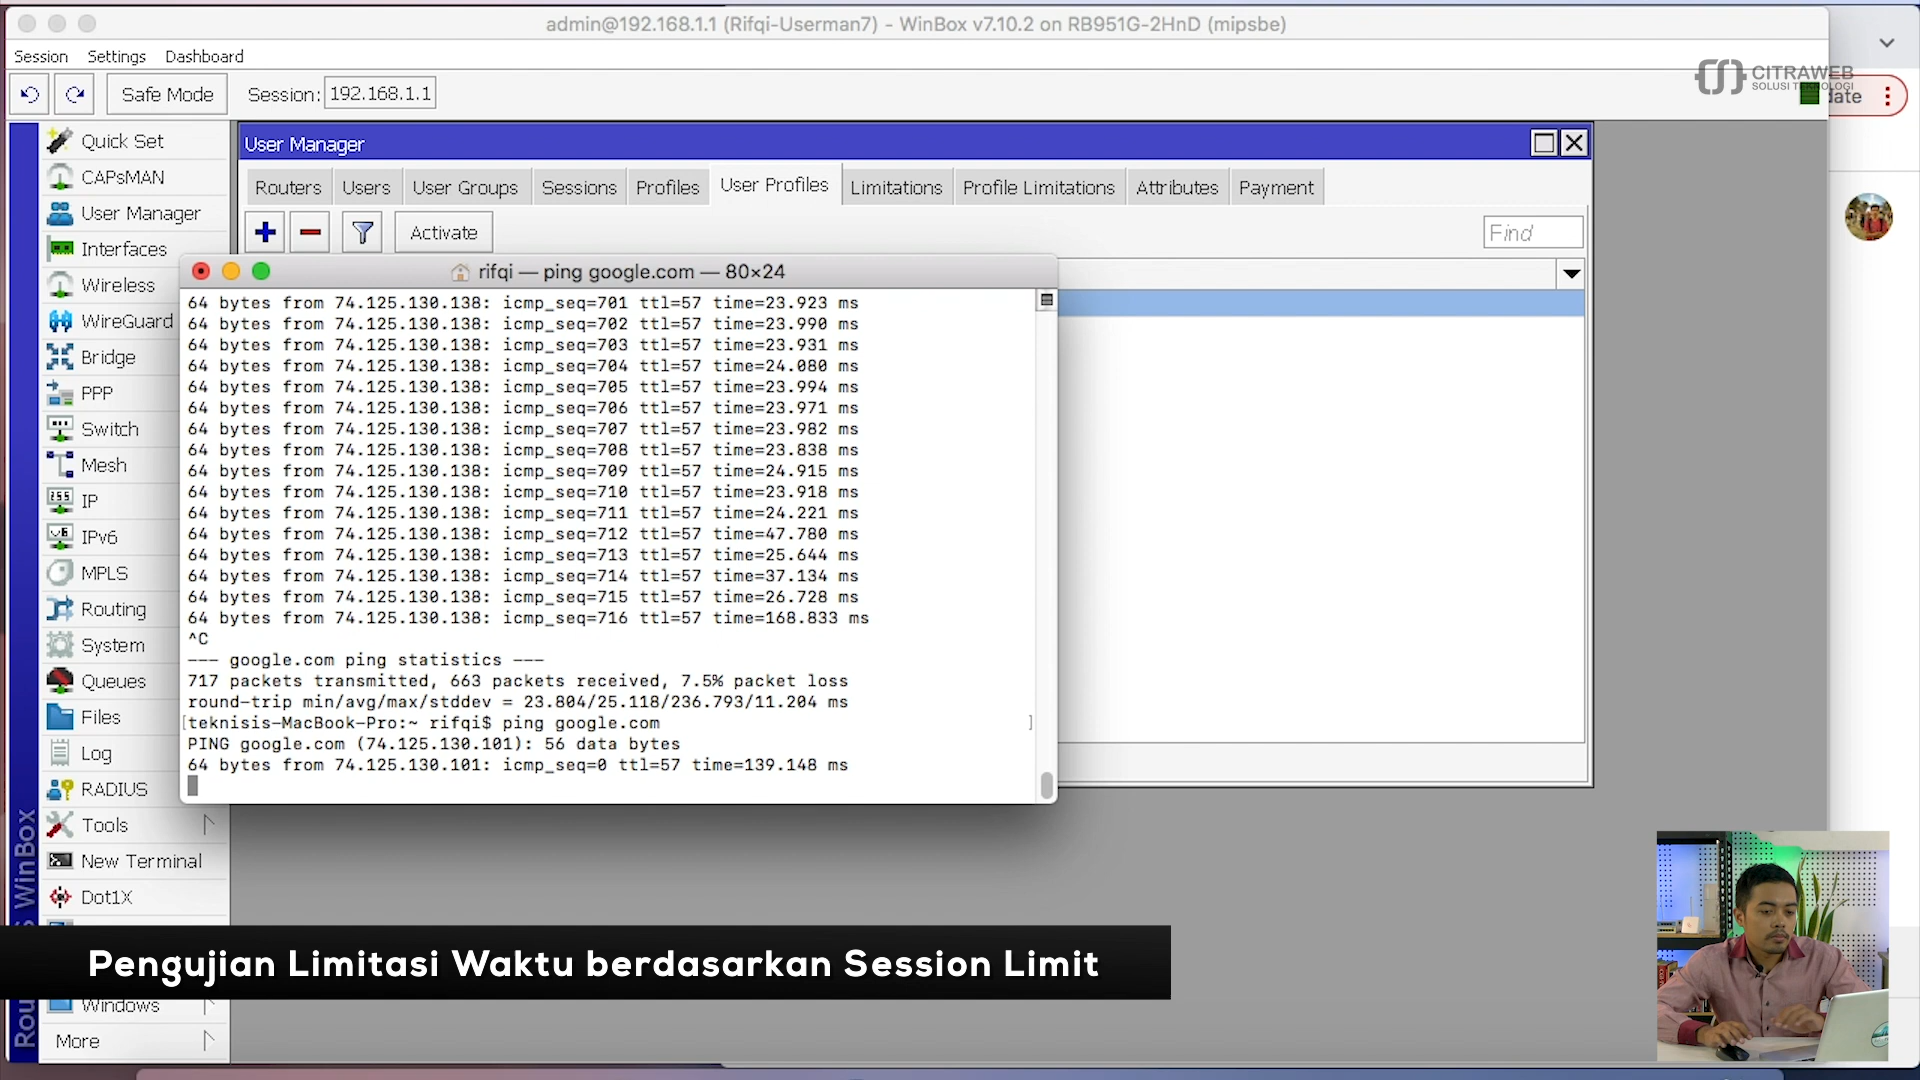 admin@192.168.1.1 (Rifqi-Userman7) - WinBox v7.10.2 on RB951G-2HnD (mipsbe)
Session Settings Dashboard
Safe Mode Session: 192.168.1.1
CITRAWEB
SOLUSI TEKNOLOGI
date
Quick Set
CAPsMAN
User Manager
Interfaces
Wireless
WireGuard
Bridge
PPP
Switch
Mesh
IP
IPv6
MPLS
Routing
System
Queues
Files
Log
RADIUS
Tools
New Terminal
Dot1X
Windows
More
WinBox
User Manager
Routers Users User Groups Sessions Profiles User Profiles Limitations Profile Limitations Attributes Payment
Activate Find
rifqi — ping google.com — 80×24
64 bytes from 74.125.130.138: icmp_seq=701 ttl=57 time=23.923 ms
64 bytes from 74.125.130.138: icmp_seq=702 ttl=57 time=23.990 ms
64 bytes from 74.125.130.138: icmp_seq=703 ttl=57 time=23.931 ms
64 bytes from 74.125.130.138: icmp_seq=704 ttl=57 time=24.080 ms
64 bytes from 74.125.130.138: icmp_seq=705 ttl=57 time=23.994 ms
64 bytes from 74.125.130.138: icmp_seq=706 ttl=57 time=23.971 ms
64 bytes from 74.125.130.138: icmp_seq=707 ttl=57 time=23.982 ms
64 bytes from 74.125.130.138: icmp_seq=708 ttl=57 time=23.838 ms
64 bytes from 74.125.130.138: icmp_seq=709 ttl=57 time=24.915 ms
64 bytes from 74.125.130.138: icmp_seq=710 ttl=57 time=23.918 ms
64 bytes from 74.125.130.138: icmp_seq=711 ttl=57 time=24.221 ms
64 bytes from 74.125.130.138: icmp_seq=712 ttl=57 time=47.780 ms
64 bytes from 74.125.130.138: icmp_seq=713 ttl=57 time=25.644 ms
64 bytes from 74.125.130.138: icmp_seq=714 ttl=57 time=37.134 ms
64 bytes from 74.125.130.138: icmp_seq=715 ttl=57 time=26.728 ms
64 bytes from 74.125.130.138: icmp_seq=716 ttl=57 time=168.833 ms
^C
--- google.com ping statistics ---
717 packets transmitted, 663 packets received, 7.5% packet loss
round-trip min/avg/max/stddev = 23.804/25.118/236.793/11.204 ms
[teknisis-MacBook-Pro:~ rifqi$ ping google.com ]
PING google.com (74.125.130.101): 56 data bytes
64 bytes from 74.125.130.101: icmp_seq=0 ttl=57 time=139.148 ms
Pengujian Limitasi Waktu berdasarkan Session Limit